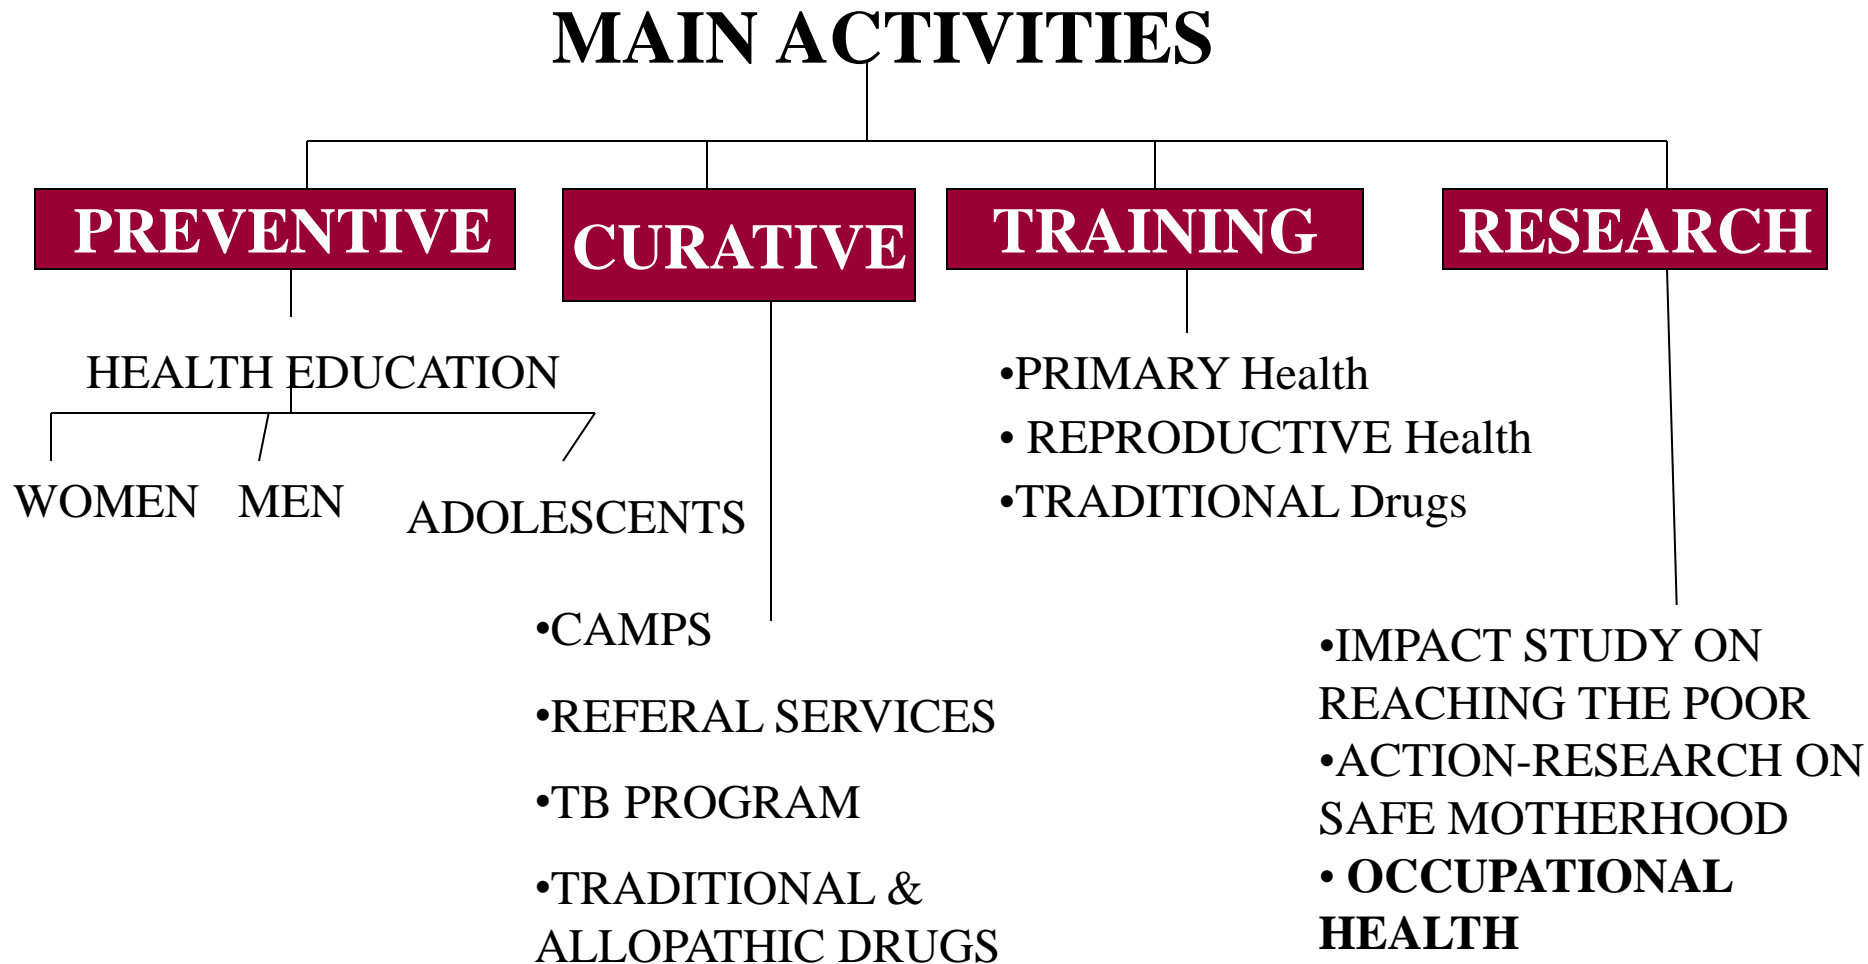 MAIN ACTIVITIES
PREVENTIVE
CURATIVE
TRAINING
RESEARCH
HEALTH EDUCATION
WOMEN
MEN
ADOLESCENTS
•CAMPS
•REFERAL SERVICES
•TB PROGRAM
•TRADITIONAL &
ALLOPATHIC DRUGS
•PRIMARY Health
• REPRODUCTIVE Health
•TRADITIONAL Drugs
•IMPACT STUDY ON
REACHING THE POOR
•ACTION-RESEARCH ON
SAFE MOTHERHOOD
• OCCUPATIONAL
HEALTH